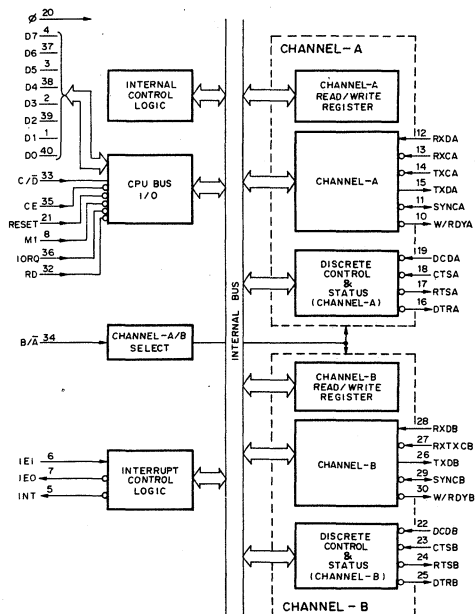 Ø 20
D7 4
D6 37
D5 3
D4 38
D3 2
D2 39
D1 1
D0 40
C/D̅ 33
CE 35
RESET 21
M1 8
IORQ 36
RD 32
B/A̅ 34
IEI 6
IEO 7
INT 5
INTERNAL
CONTROL
LOGIC
CPU BUS
I/O
CHANNEL-A/B
SELECT
INTERRUPT
CONTROL
LOGIC
INTERNAL BUS
CHANNEL-A
CHANNEL-A
READ/WRITE
REGISTER
CHANNEL-A
12 RXDA
13 RXCA
14 TXCA
15 TXDA
11 SYNCA
10 W/RDYA
DISCRETE
CONTROL
&
STATUS
(CHANNEL-A)
19 DCDA
18 CTSA
17 RTSA
16 DTRA
CHANNEL-B
READ/WRITE
REGISTER
CHANNEL-B
28 RXDB
27 RXTXCB
26 TXDB
29 SYNCB
30 W/RDYB
DISCRETE
CONTROL
&
STATUS
(CHANNEL-B)
22 DCDB
23 CTSB
24 RTSB
25 DTRB
CHANNEL - B